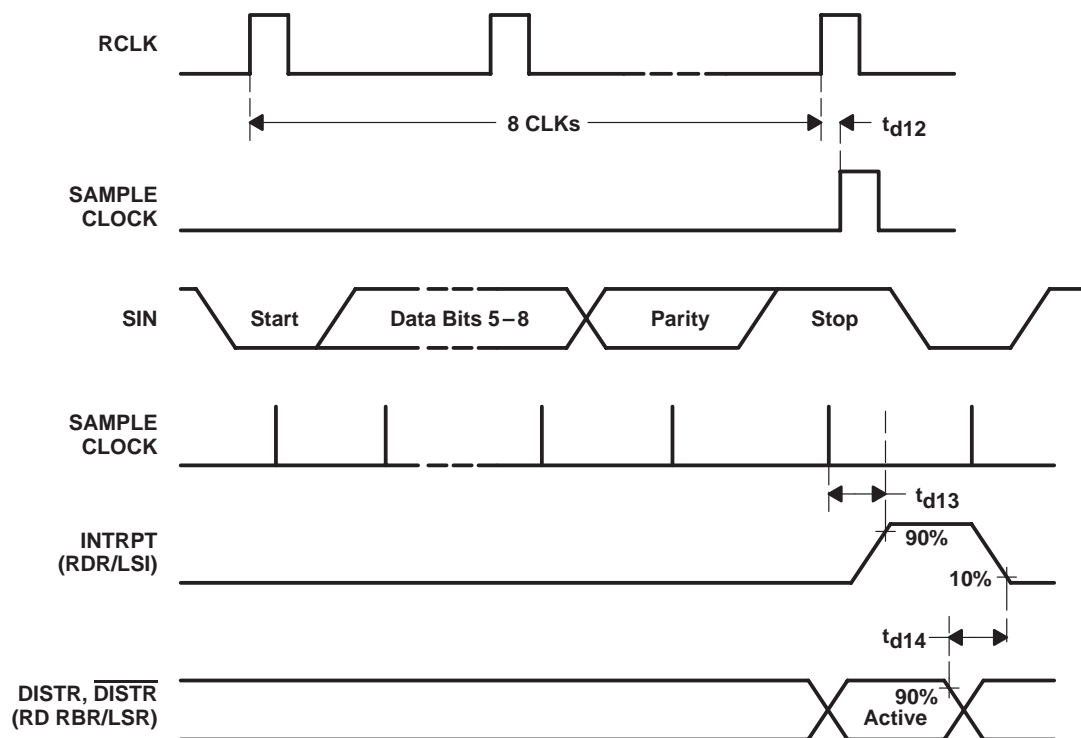 RCLK
8 CLKs
td12
SAMPLE
CLOCK
SIN
Start
Data Bits 5–8
Parity
Stop
SAMPLE
CLOCK
td13
INTRPT
(RDR/LSI)
90%
10%
td14
DISTR, DISTR
(RD RBR/LSR)
90%
Active